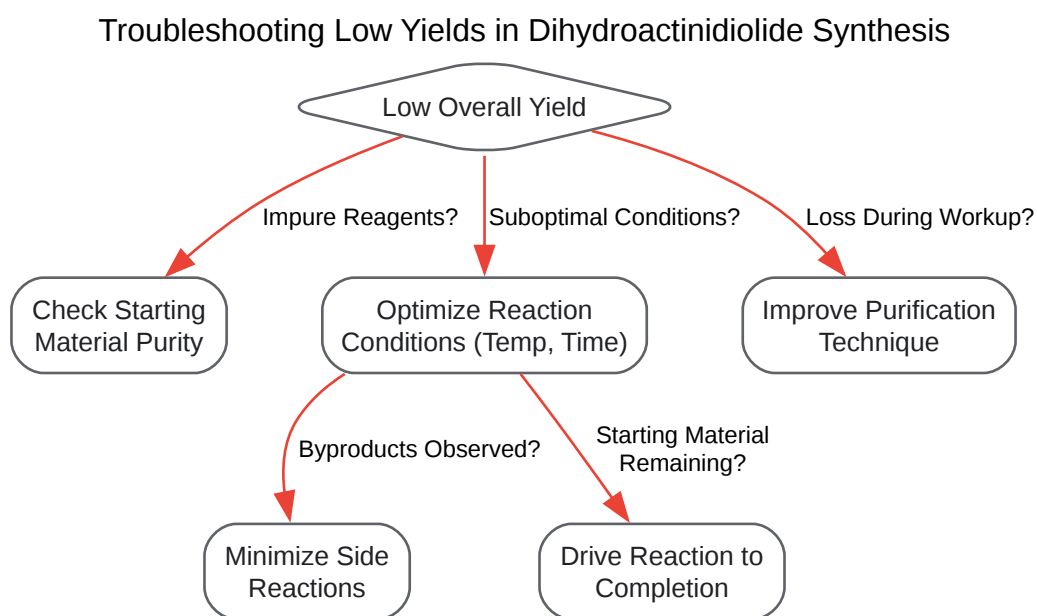 Troubleshooting Low Yields in Dihydroactinidiolide Synthesis
Low Overall Yield
Impure Reagents?
Suboptimal Conditions?
Loss During Workup?
Check Starting
Material Purity
Optimize Reaction
Conditions (Temp, Time)
Improve Purification
Technique
Byproducts Observed?
Starting Material
Remaining?
Minimize Side
Reactions
Drive Reaction to
Completion